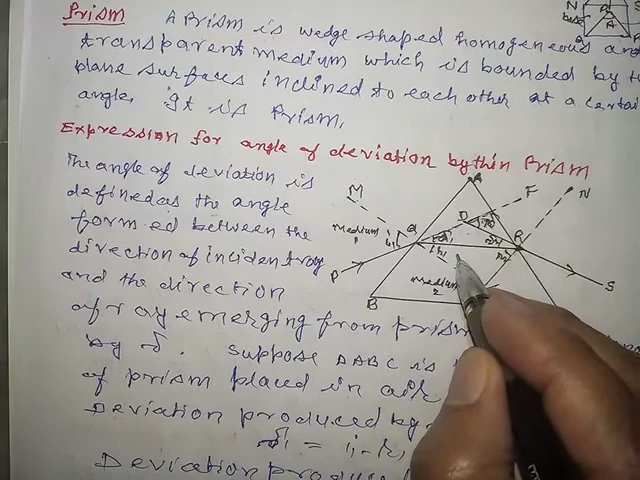 Prism A Prism is wedge shaped homogeneous and
transparent medium which is bounded by
plane surfaces inclined to each other at a certain
angle. It is Prism.
Expression for angle of deviation by thin Prism
The angle of deviation is
defined as the angle
formed between the
direction of incident ray
and the direction
of ray emerging from prism
by δ. Suppose ΔABC is
of prism placed in air
Deviation produced by
δ1 = i1 - r1
Deviation produced
N
base
A
M
medium
1
Q
P
B
medium
2
D
F
N
R
S
i1
δ1
r1
δ2
r2